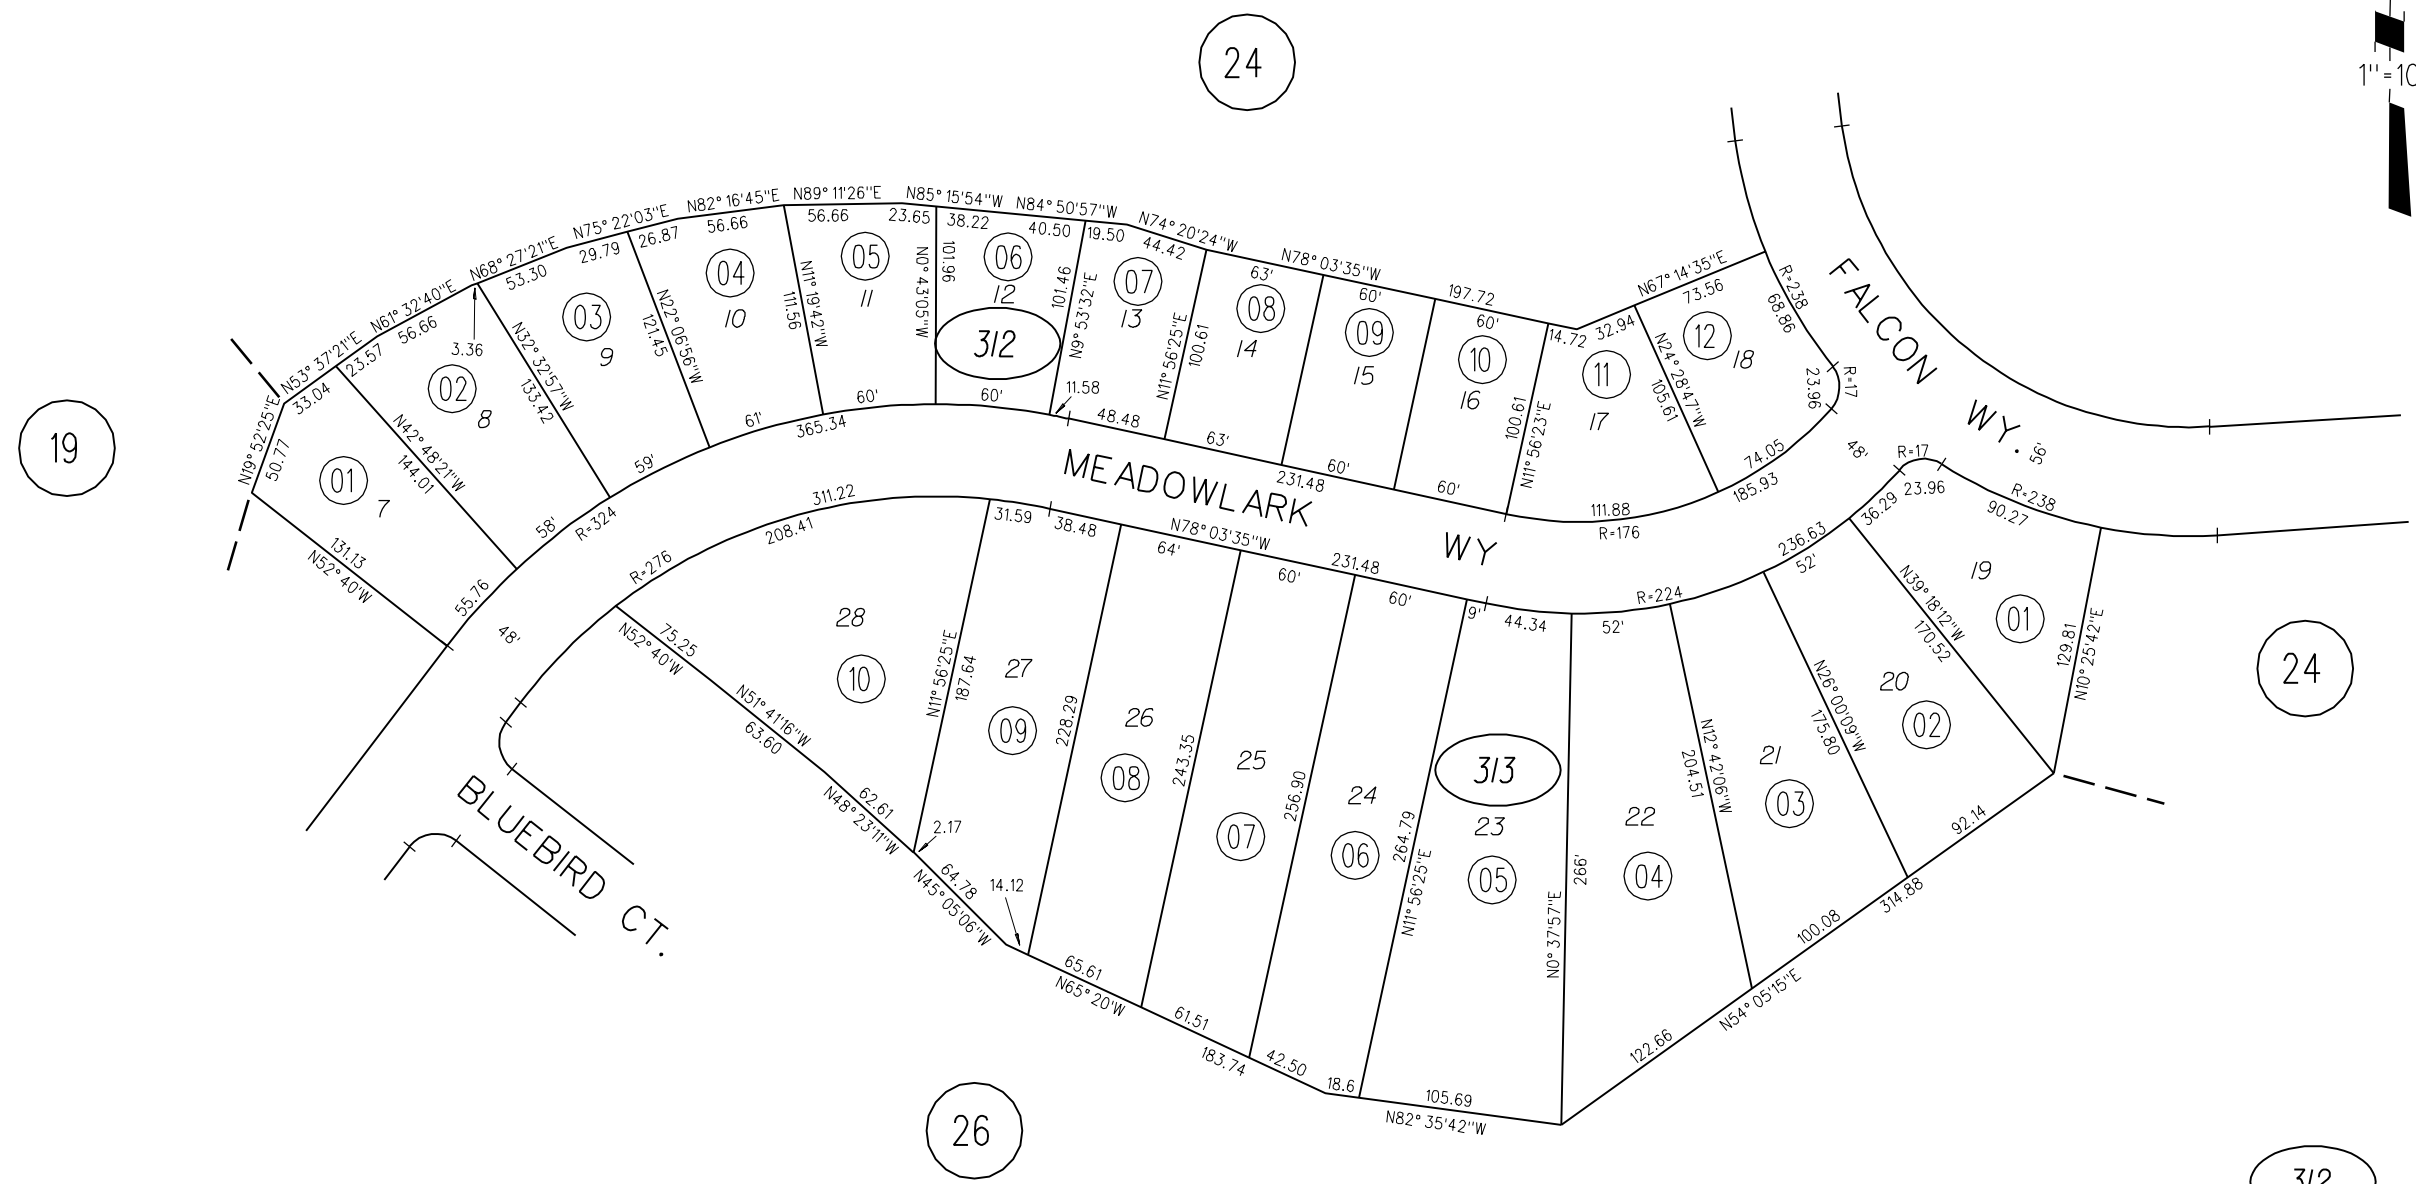 24
1"=10
19
24
26
N19° 52'25"E
50.77
N53° 37'21"E
33.04
23.57
N61° 32'40"E
56.66
3.36
N68° 27'21"E
53.30
N75° 22'03"E
29.79
26.87
N82° 16'45"E
56.66
N89° 11'26"E
56.66
23.65
N85° 15'54"W
38.22
N84° 50'57"W
40.50
19.50
N74° 20'24"W
44.42
63'
N78° 03'35"W
60'
197.72
60'
14.72
32.94
N67° 14'35"E
73.56
R=238
68.86
R=17
23.96
01
7
02
8
03
9
04
10
05
11
06
12
07
13
08
14
09
15
10
16
11
17
12
18
312
131.13
N52° 40'W
N42° 48'21"W
144.01
N32° 32'57"W
133.42
N22° 06'56"W
121.45
N11° 19'42"W
111.56
N0° 43'05"W
101.96
N9° 53'32"E
101.46
N11° 56'25"E
100.61
N11° 56'23"E
100.61
N24° 28'47"W
105.61
55.76
58'
R=324
59'
61'
365.34
60'
60'
11.58
48.48
63'
231.48
60'
60'
111.88
R=176
185.93
74.05
48'
MEADOWLARK
WY
FALCON
WY.
56'
48'
R=276
208.41
311.22
31.59
38.48
N78° 03'35"W
64'
60'
231.48
60'
9'
44.34
52'
R=224
52'
236.63
36.29
R=17
23.96
R=238
90.27
BLUEBIRD CT.
N52° 40'W
75.25
N51° 41'16"W
63.60
62.61
N48° 23'11"W
2.17
64.78
N45° 05'06"W
14.12
65.61
N65° 20'W
61.51
183.74
42.50
18.6
105.69
N82° 35'42"W
122.66
N54° 05'15"E
100.08
314.88
92.14
N11° 56'25"E
187.64
228.29
243.35
256.90
264.79
N11° 56'25"E
N0° 37'57"E
266'
N12° 42'06"W
204.51
N26° 00'09"W
175.80
N39° 18'12"W
170.52
129.81
N10° 25'42"E
28
10
27
09
26
08
25
07
24
06
313
23
05
22
04
21
03
20
02
19
01
312